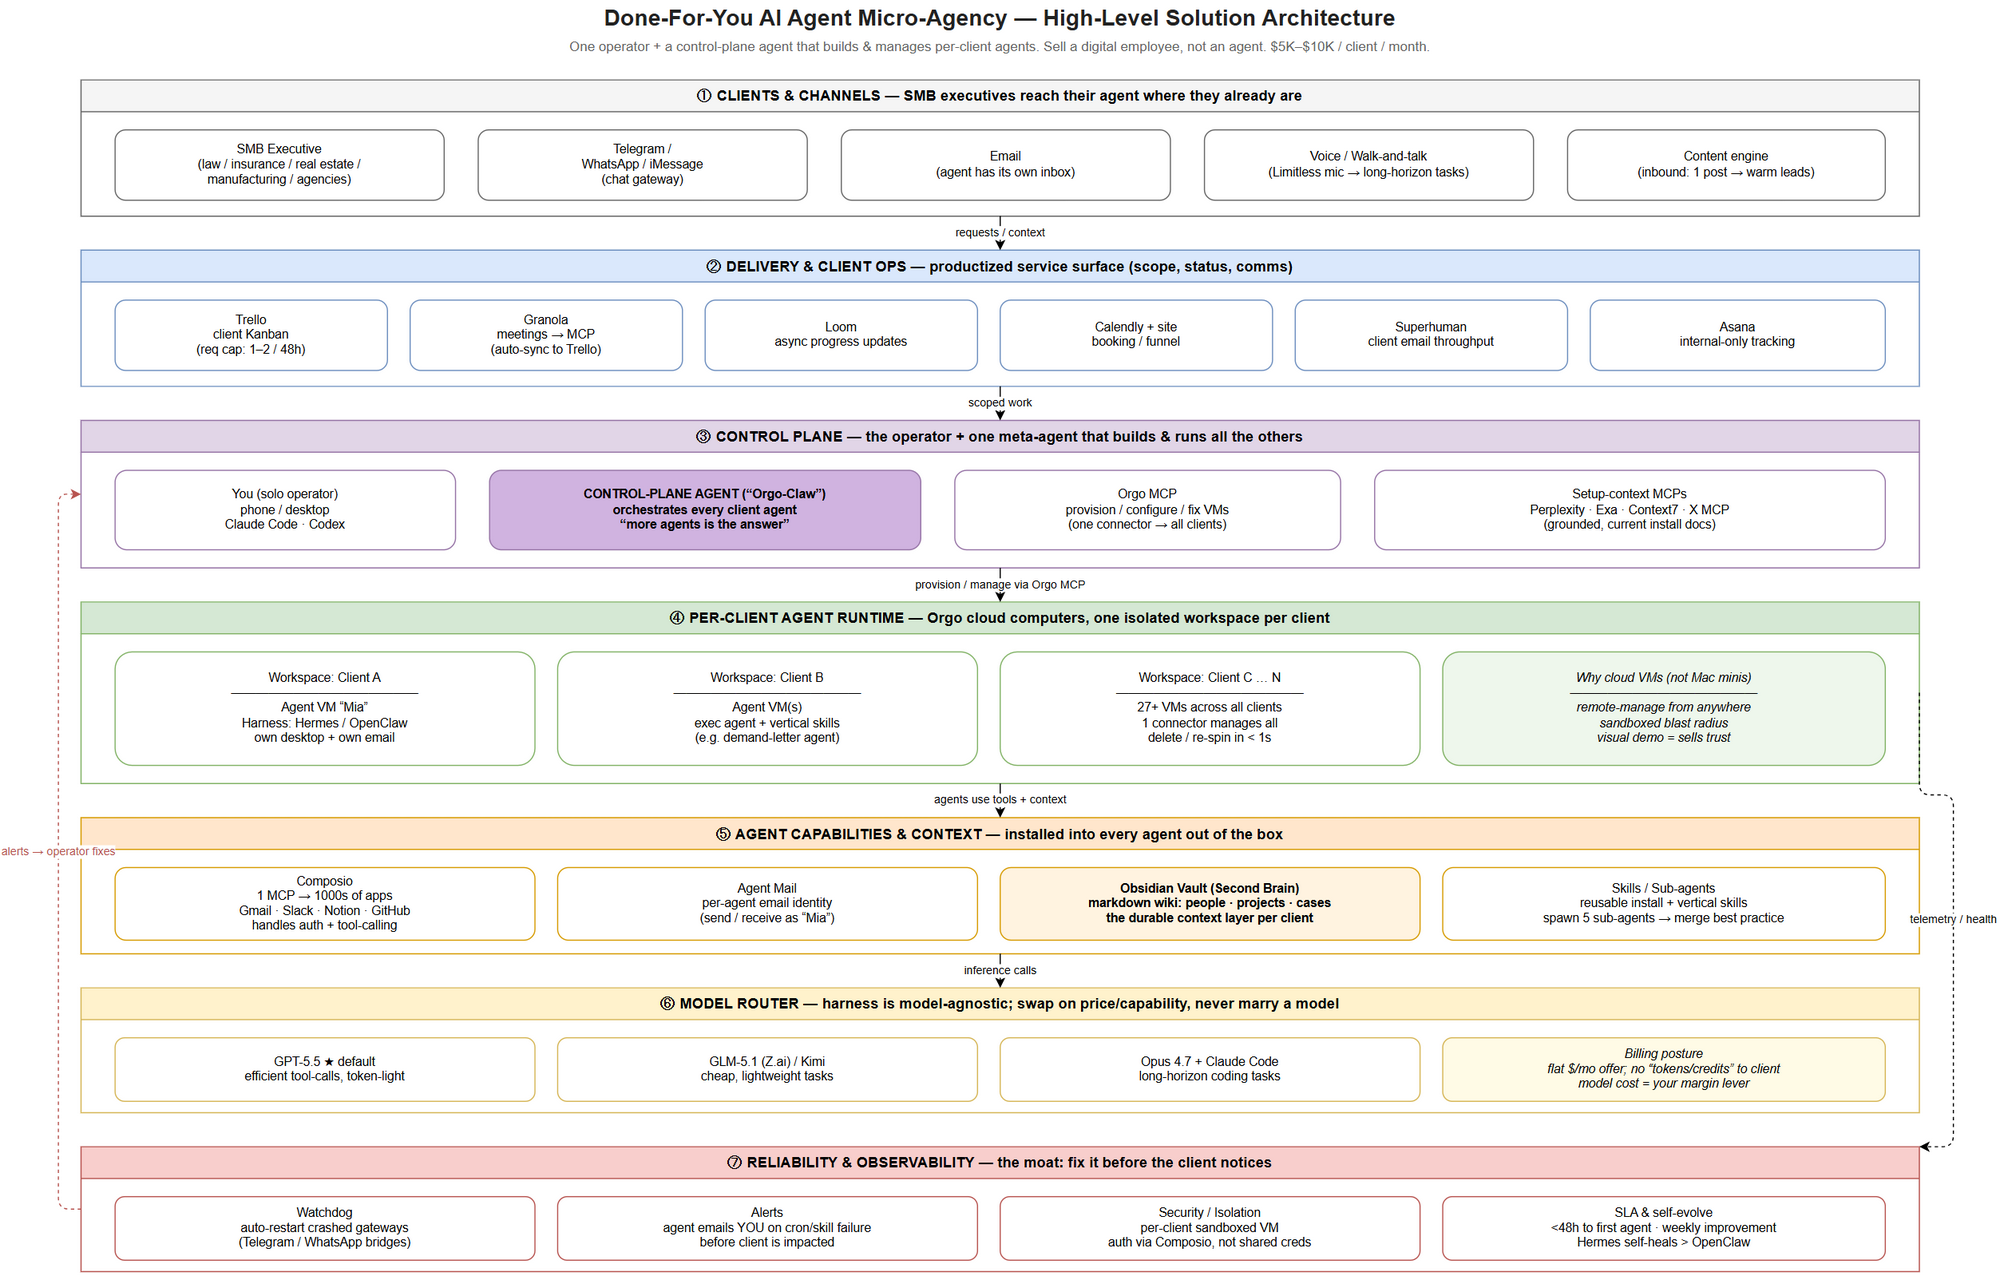 Done-For-You AI Agent Micro-Agency — High-Level Solution Architecture
One operator + a control-plane agent that builds & manages per-client agents. Sell a digital employee, not an agent. $5K–$10K / client / month.
① CLIENTS & CHANNELS — SMB executives reach their agent where they already are
SMB Executive
(law / insurance / real estate /
manufacturing / agencies)
Telegram /
WhatsApp / iMessage
(chat gateway)
Email
(agent has its own inbox)
Voice / Walk-and-talk
(Limitless mic → long-horizon tasks)
Content engine
(inbound: 1 post → warm leads)
requests / context
② DELIVERY & CLIENT OPS — productized service surface (scope, status, comms)
Trello
client Kanban
(req cap: 1–2 / 48h)
Granola
meetings → MCP
(auto-sync to Trello)
Loom
async progress updates
Calendly + site
booking / funnel
Superhuman
client email throughput
Asana
internal-only tracking
scoped work
③ CONTROL PLANE — the operator + one meta-agent that builds & runs all the others
You (solo operator)
phone / desktop
Claude Code · Codex
CONTROL-PLANE AGENT (“Orgo-Claw”)
orchestrates every client agent
“more agents is the answer”
Orgo MCP
provision / configure / fix VMs
(one connector → all clients)
Setup-context MCPs
Perplexity · Exa · Context7 · X MCP
(grounded, current install docs)
provision / manage via Orgo MCP
④ PER-CLIENT AGENT RUNTIME — Orgo cloud computers, one isolated workspace per client
Workspace: Client A
Agent VM “Mia”
Harness: Hermes / OpenClaw
own desktop + own email
Workspace: Client B
Agent VM(s)
exec agent + vertical skills
(e.g. demand-letter agent)
Workspace: Client C … N
27+ VMs across all clients
1 connector manages all
delete / re-spin in < 1s
Why cloud VMs (not Mac minis)
remote-manage from anywhere
sandboxed blast radius
visual demo = sells trust
agents use tools + context
⑤ AGENT CAPABILITIES & CONTEXT — installed into every agent out of the box
alerts → operator fixes
Composio
1 MCP → 1000s of apps
Gmail · Slack · Notion · GitHub
handles auth + tool-calling
Agent Mail
per-agent email identity
(send / receive as “Mia”)
Obsidian Vault (Second Brain)
markdown wiki: people · projects · cases
the durable context layer per client
Skills / Sub-agents
reusable install + vertical skills
spawn 5 sub-agents → merge best practice
telemetry / health
inference calls
⑥ MODEL ROUTER — harness is model-agnostic; swap on price/capability, never marry a model
GPT-5.5 ★ default
efficient tool-calls, token-light
GLM-5.1 (Z.ai) / Kimi
cheap, lightweight tasks
Opus 4.7 + Claude Code
long-horizon coding tasks
Billing posture
flat $/mo offer; no “tokens/credits” to client
model cost = your margin lever
⑦ RELIABILITY & OBSERVABILITY — the moat: fix it before the client notices
Watchdog
auto-restart crashed gateways
(Telegram / WhatsApp bridges)
Alerts
agent emails YOU on cron/skill failure
before client is impacted
Security / Isolation
per-client sandboxed VM
auth via Composio, not shared creds
SLA & self-evolve
<48h to first agent · weekly improvement
Hermes self-heals > OpenClaw